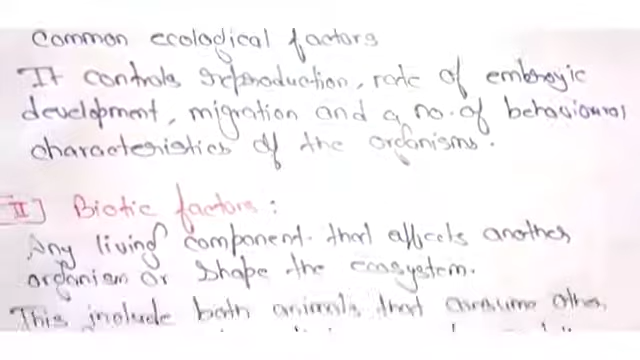 Common ecological factors
It controls reproduction, rate of embroyic
development, migration and a no. of behavioural
characteristics of the organisms.
II] Biotic factors:
Any living component that affects another
organism or shape the ecosystem.
This include both animals that consume other